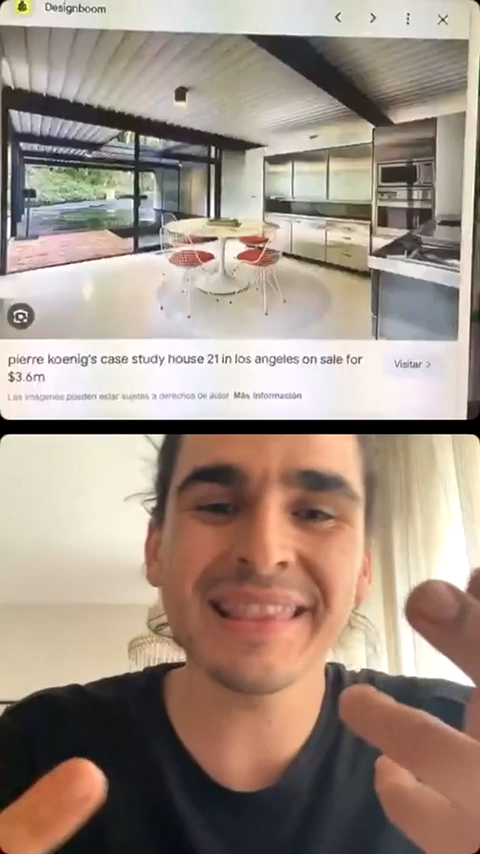 Designboom
pierre koenig's case study house 21 in los angeles on sale for
$3.6m
Visitar >
Las imágenes pueden estar sujetas a derechos de autor Más información